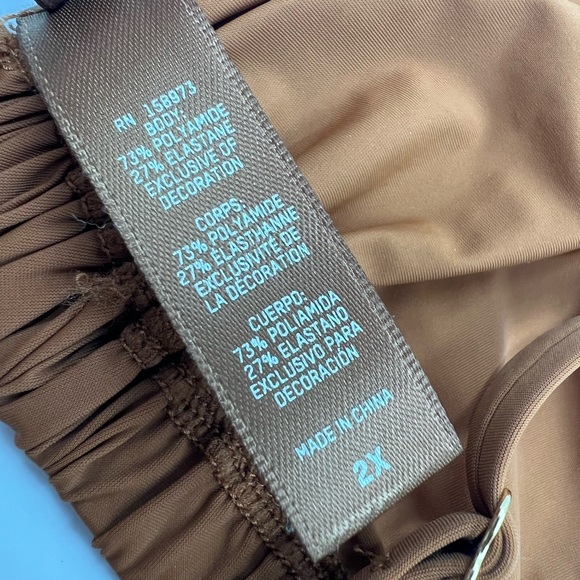 RN 158973
BODY:
73% POLYAMIDE
27% ELASTANE
EXCLUSIVE OF
DECORATION
CORPS:
73% POLYAMIDE
27% ELASTHANNE
EXCLUSIVITÉ DE
LA DECORATION
CUERPO:
73% POLIAMIDA
27% ELASTANO
EXCLUSIVO PARA
DECORACIÓN
MADE IN CHINA
2X